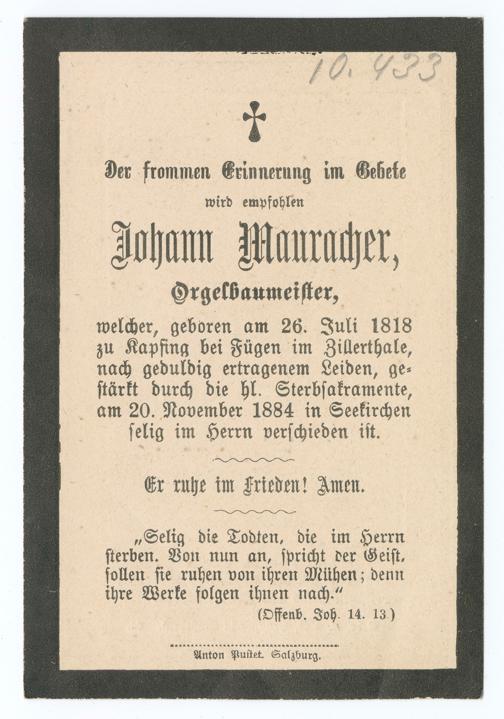 10. 433
Der frommen Erinnerung im Gebete
wird empfohlen
Johann Mauracher,
Orgelbaumeister,
welcher, geboren am 26. Juli 1818
zu Kapfing bei Fügen im Zillerthale,
nach geduldig ertragenem Leiden, ge-
stärkt durch die hl. Sterbsakramente,
am 20. November 1884 in Seekirchen
selig im Herrn verschieden ist.
Er ruhe im Frieden! Amen.
„Selig die Todten, die im Herrn
sterben. Von nun an, spricht der Geist,
sollen sie ruhen von ihren Mühen; denn
ihre Werke folgen ihnen nach.“
(Offenb. Joh. 14. 13.)
Anton Pustet. Salzburg.